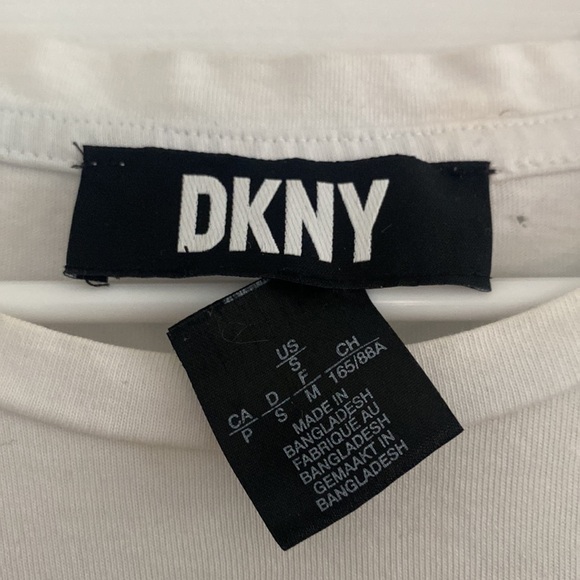 DKNY
US
S
CA
P
D
S
F
M
CH
165/88A
MADE IN
BANGLADESH
FABRIQUE AU
BANGLADESH
GEMAAKT IN
BANGLADESH